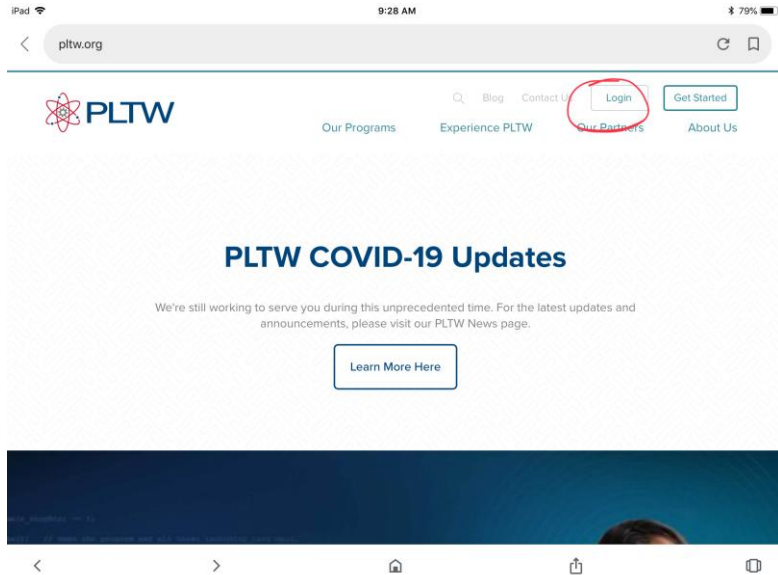 iPad 9:28 AM 79%
pltw.org
PLTW
Blog Contact Us Login Get Started
Our Programs Experience PLTW Our Partners About Us
PLTW COVID-19 Updates
We're still working to serve you during this unprecedented time. For the latest updates and
announcements, please visit our PLTW News page.
Learn More Here